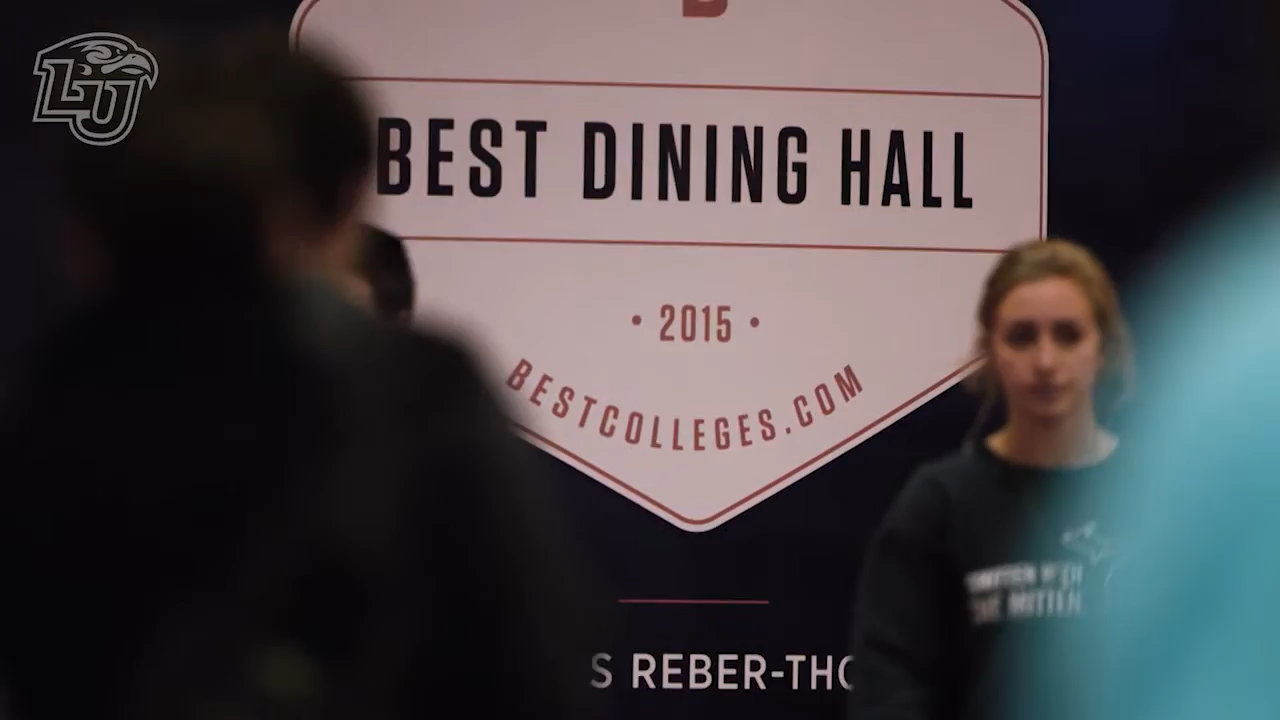 LU
BEST DINING HALL
• 2015 •
BESTCOLLEGES.COM
S REBER-THO